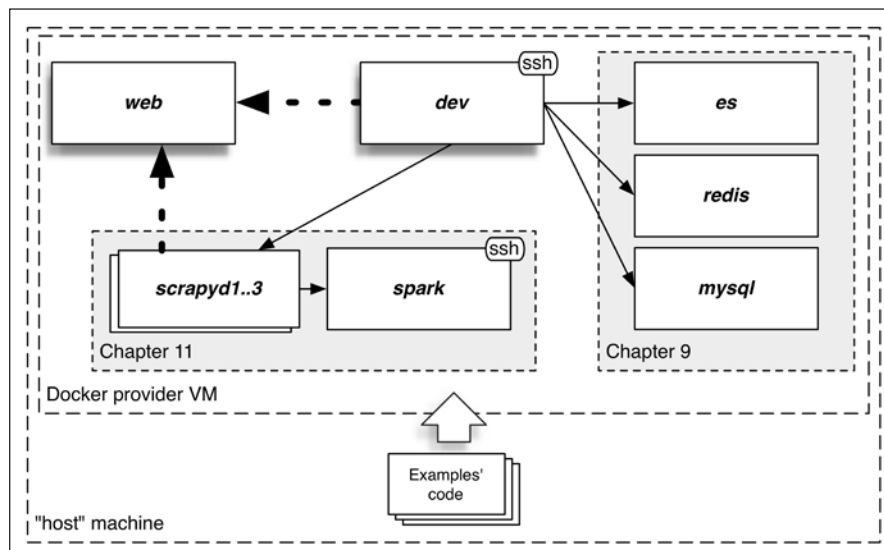 ssh
web
dev
es
redis
ssh
scrapyd1..3
spark
mysql
Chapter 11
Chapter 9
Docker provider VM
Examples'
code
"host" machine